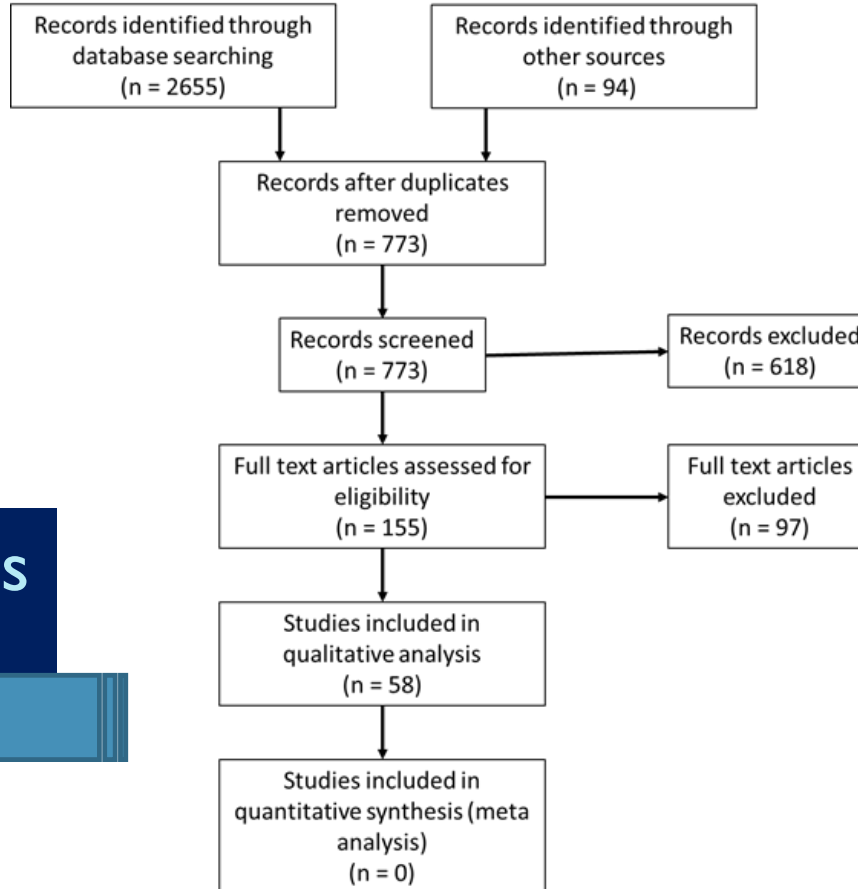 Records identified through
database searching
(n = 2655)
Records identified through
other sources
(n = 94)
Records after duplicates
removed
(n = 773)
Records screened
(n = 773)
Records excluded
(n = 618)
Full text articles assessed for
eligibility
(n = 155)
Full text articles
excluded
(n = 97)
s
Studies included in
qualitative analysis
(n = 58)
Studies included in
quantitative synthesis (meta
analysis)
(n = 0)